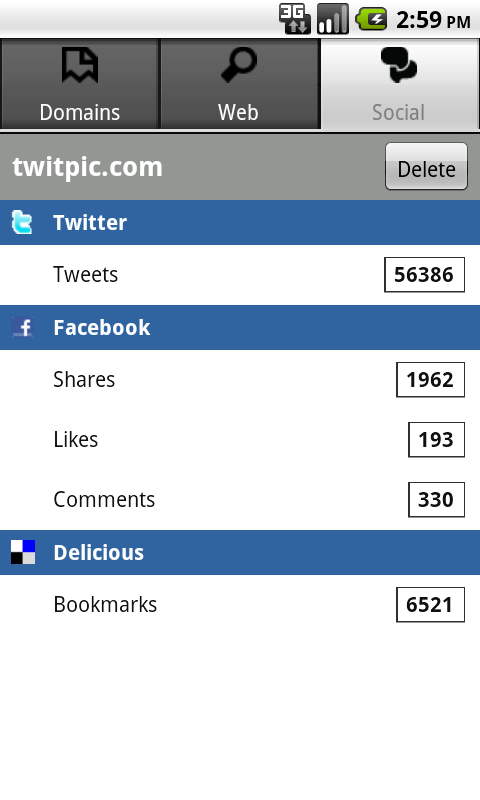 3G 2:59 PM
Domains Web Social
twitpic.com Delete
Twitter
Tweets 56386
Facebook
Shares 1962
Likes 193
Comments 330
Delicious
Bookmarks 6521